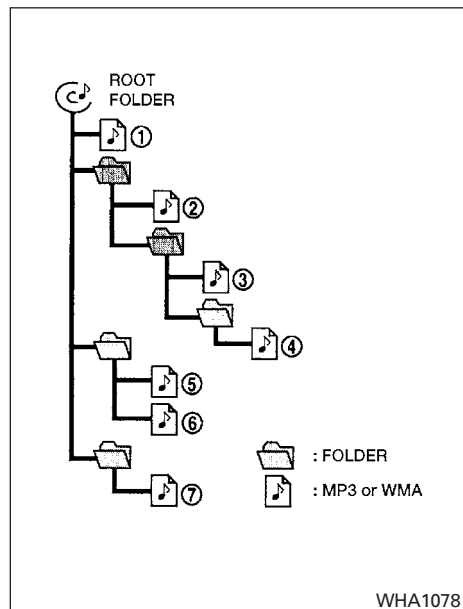 ROOT
FOLDER
①
②
③
④
⑤
⑥
⑦
: FOLDER
: MP3 or WMA
WHA1078